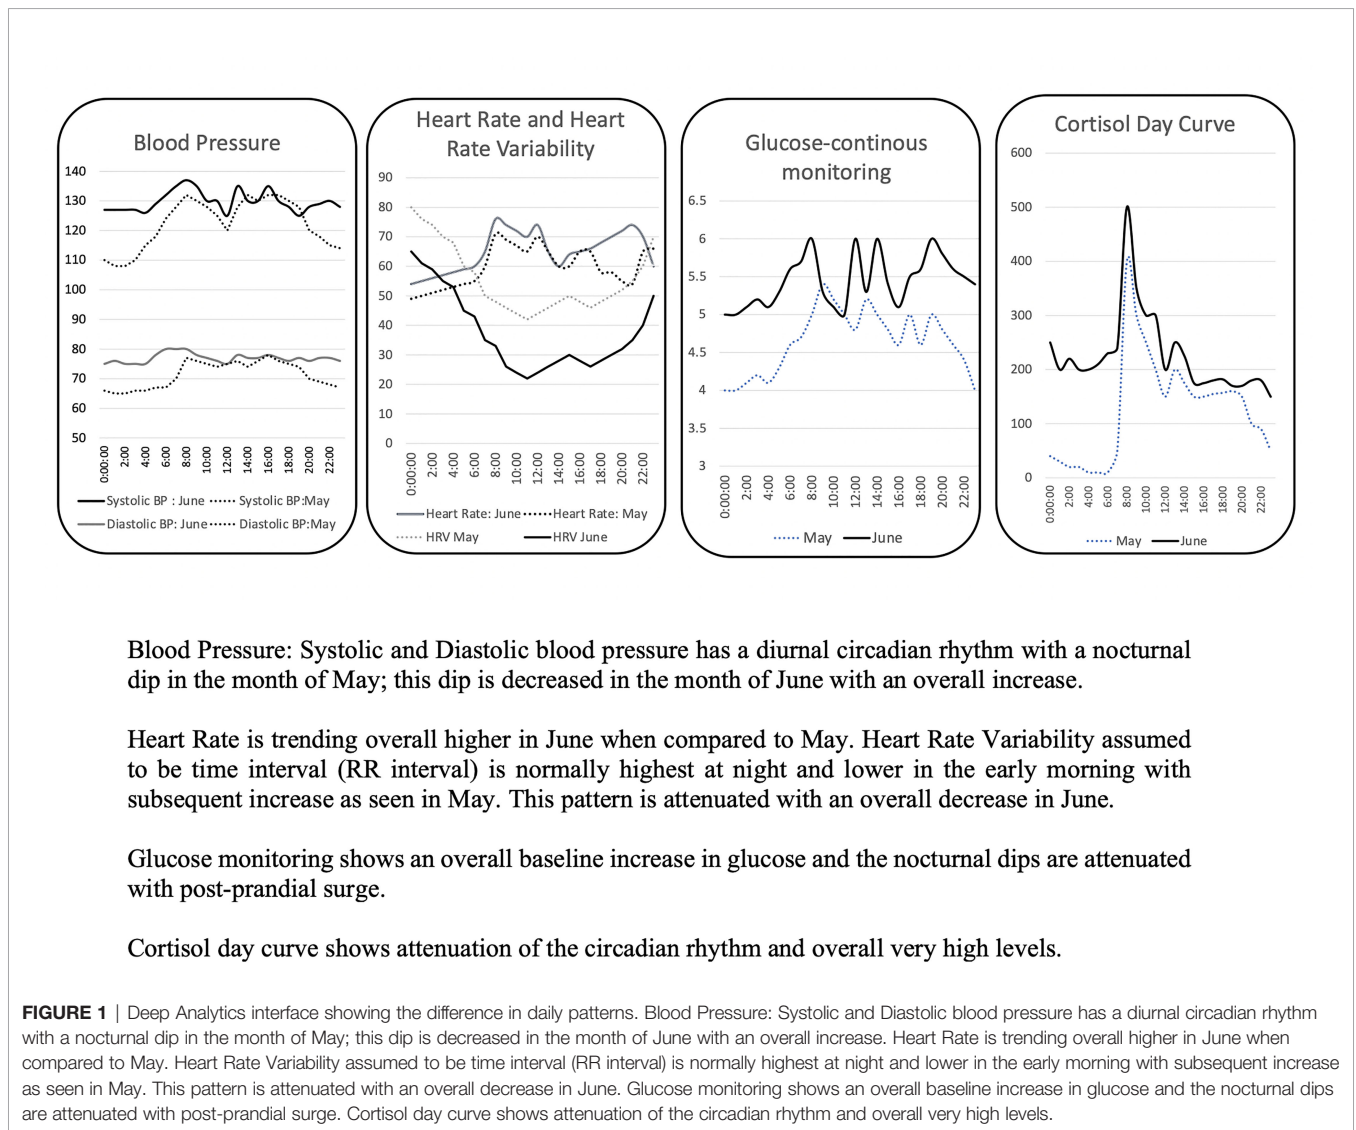 Blood Pressure
140
130
120
110
100
90
80
70
60
50
0:00:00
2:00
4:00
6:00
8:00
10:00
12:00
14:00
16:00
18:00
20:00
22:00
Systolic BP : June
Systolic BP:May
Diastolic BP: June
Diastolic BP:May
Heart Rate and Heart
Rate Variability
90
80
70
60
50
40
30
20
10
0
0:00:00
2:00
4:00
6:00
8:00
10:00
12:00
14:00
16:00
18:00
20:00
22:00
Heart Rate: June
Heart Rate: May
HRV May
HRV June
Glucose-continous
monitoring
6.5
6
5.5
5
4.5
4
3.5
3
0:00:00
2:00
4:00
6:00
8:00
10:00
12:00
14:00
16:00
18:00
20:00
22:00
May
June
Cortisol Day Curve
600
500
400
300
200
100
0
0:00:00
2:00
4:00
6:00
8:00
10:00
12:00
14:00
16:00
18:00
20:00
22:00
May
June
Blood Pressure: Systolic and Diastolic blood pressure has a diurnal circadian rhythm with a nocturnal
dip in the month of May; this dip is decreased in the month of June with an overall increase.
Heart Rate is trending overall higher in June when compared to May. Heart Rate Variability assumed
to be time interval (RR interval) is normally highest at night and lower in the early morning with
subsequent increase as seen in May. This pattern is attenuated with an overall decrease in June.
Glucose monitoring shows an overall baseline increase in glucose and the nocturnal dips are attenuated
with post-prandial surge.
Cortisol day curve shows attenuation of the circadian rhythm and overall very high levels.
FIGURE 1 | Deep Analytics interface showing the difference in daily patterns. Blood Pressure: Systolic and Diastolic blood pressure has a diurnal circadian rhythm
with a nocturnal dip in the month of May; this dip is decreased in the month of June with an overall increase. Heart Rate is trending overall higher in June when
compared to May. Heart Rate Variability assumed to be time interval (RR interval) is normally highest at night and lower in the early morning with subsequent increase
as seen in May. This pattern is attenuated with an overall decrease in June. Glucose monitoring shows an overall baseline increase in glucose and the nocturnal dips
are attenuated with post-prandial surge. Cortisol day curve shows attenuation of the circadian rhythm and overall very high levels.